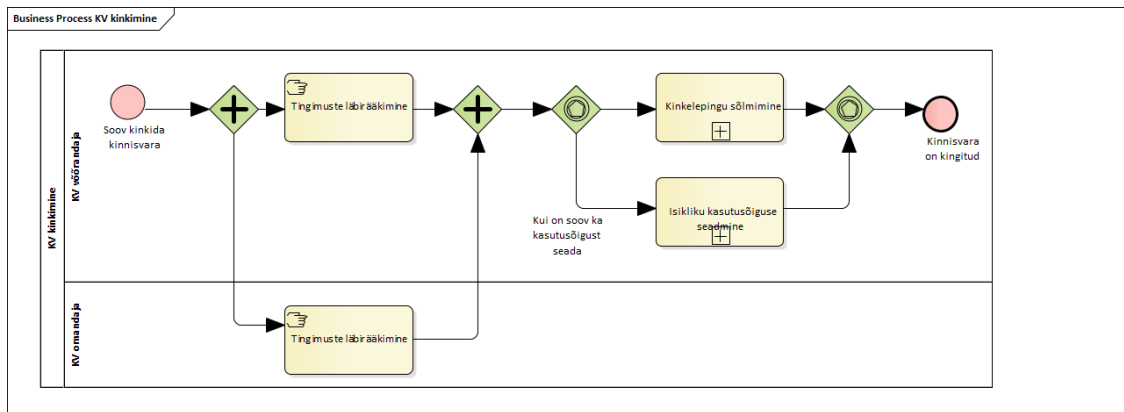 Business Process KV kinkimine
KV kinkimine
KV võõrandaja
Soov kinkida
kinnisvara
Tingimuste läbirääkimine
Kui on soov ka
kasutusõigust
seada
Kinkelepingu sõlmimine
Isikliku kasutusõiguse
seadmine
Kinnisvara
on kingitud
KV omandaja
Tingimuste läbirääkimine